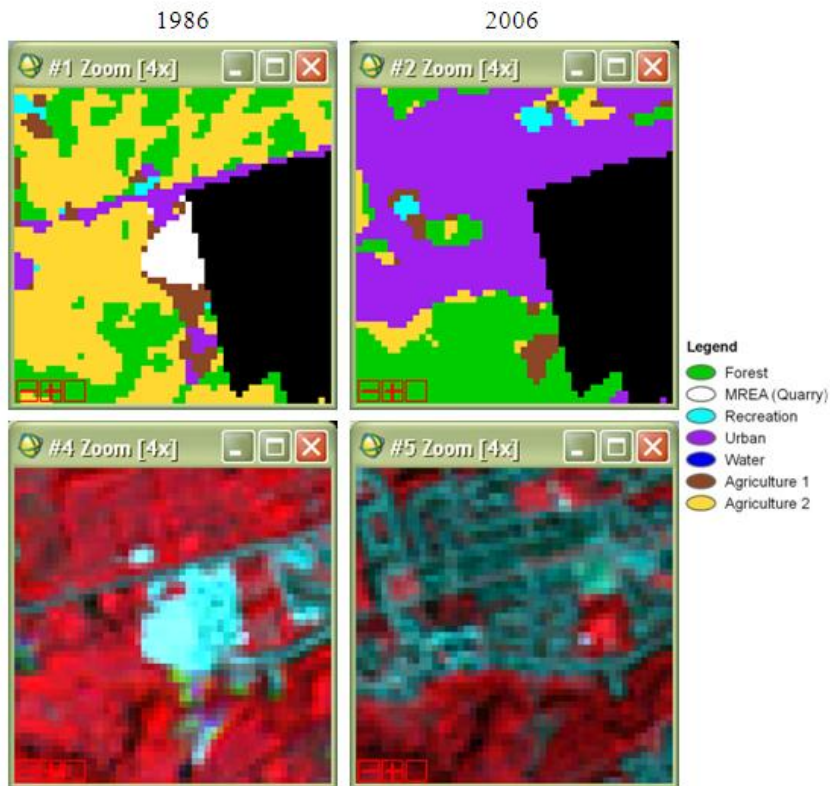 1986
2006
#1 Zoom [4x]
#2 Zoom [4x]
Legend
Forest
MREA (Quarry)
Recreation
Urban
Water
Agriculture 1
Agriculture 2
#4 Zoom [4x]
#5 Zoom [4x]